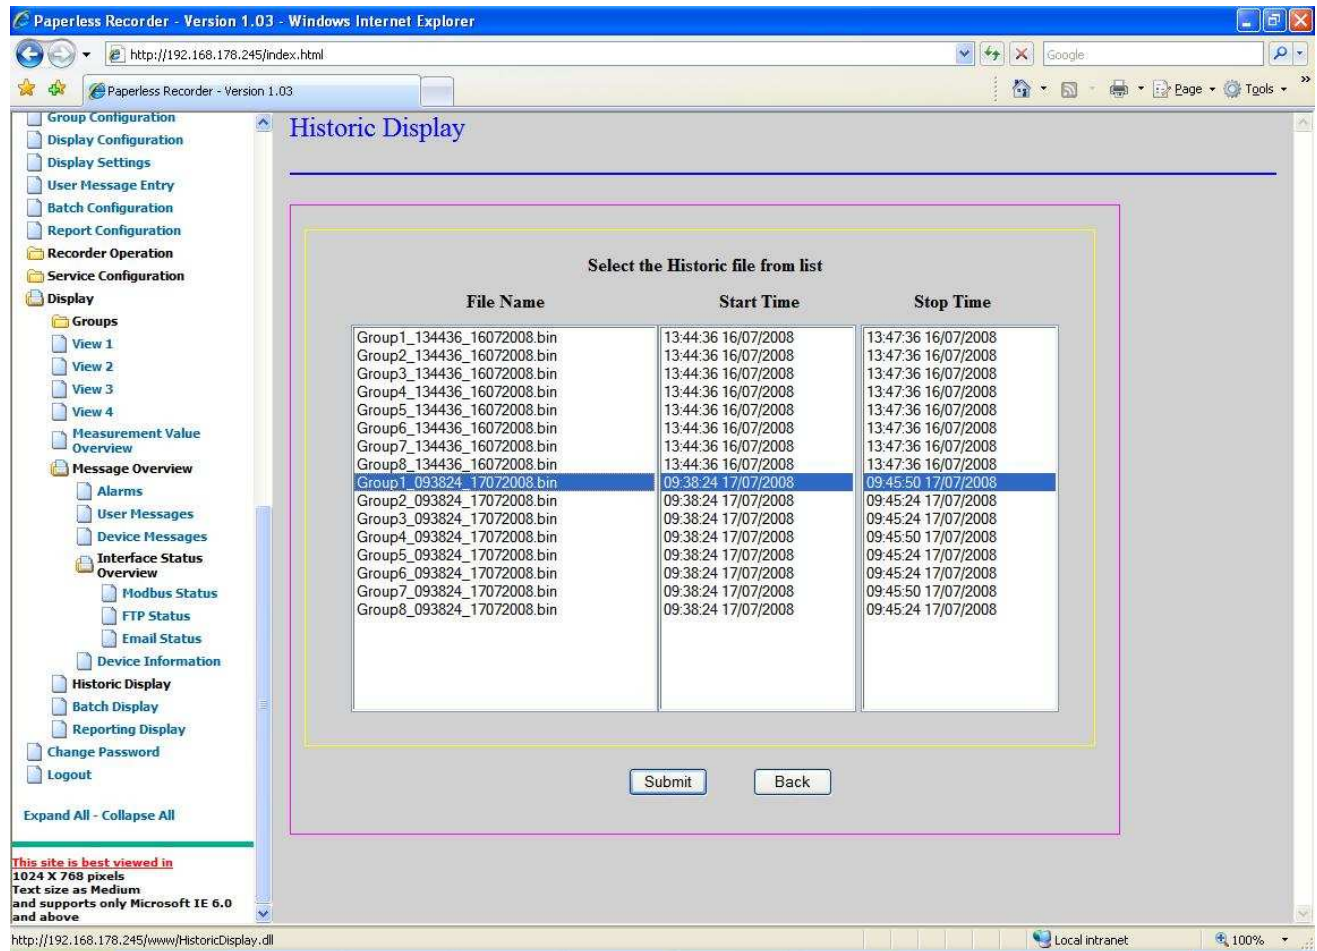 Paperless Recorder - Version 1.03 - Windows Internet Explorer
http://192.168.178.245/index.html
Google
Paperless Recorder - Version 1.03
Page
Tools
»
Group Configuration
Display Configuration
Display Settings
User Message Entry
Batch Configuration
Report Configuration
Recorder Operation
Service Configuration
Display
Groups
View 1
View 2
View 3
View 4
Measurement Value
Overview
Message Overview
Alarms
User Messages
Device Messages
Interface Status
Overview
Modbus Status
FTP Status
Email Status
Device Information
Historic Display
Batch Display
Reporting Display
Change Password
Logout
Expand All - Collapse All
This site is best viewed in
1024 X 768 pixels
Text size as Medium
and supports only Microsoft IE 6.0
and above
Historic Display
Select the Historic file from list
File Name Start Time Stop Time
Group1_134436_16072008.bin 13:44:36 16/07/2008 13:47:36 16/07/2008
Group2_134436_16072008.bin 13:44:36 16/07/2008 13:47:36 16/07/2008
Group3_134436_16072008.bin 13:44:36 16/07/2008 13:47:36 16/07/2008
Group4_134436_16072008.bin 13:44:36 16/07/2008 13:47:36 16/07/2008
Group5_134436_16072008.bin 13:44:36 16/07/2008 13:47:36 16/07/2008
Group6_134436_16072008.bin 13:44:36 16/07/2008 13:47:36 16/07/2008
Group7_134436_16072008.bin 13:44:36 16/07/2008 13:47:36 16/07/2008
Group8_134436_16072008.bin 13:44:36 16/07/2008 13:47:36 16/07/2008
Group1_093824_17072008.bin 09:38:24 17/07/2008 09:45:50 17/07/2008
Group2_093824_17072008.bin 09:38:24 17/07/2008 09:45:24 17/07/2008
Group3_093824_17072008.bin 09:38:24 17/07/2008 09:45:24 17/07/2008
Group4_093824_17072008.bin 09:38:24 17/07/2008 09:45:50 17/07/2008
Group5_093824_17072008.bin 09:38:24 17/07/2008 09:45:24 17/07/2008
Group6_093824_17072008.bin 09:38:24 17/07/2008 09:45:24 17/07/2008
Group7_093824_17072008.bin 09:38:24 17/07/2008 09:45:50 17/07/2008
Group8_093824_17072008.bin 09:38:24 17/07/2008 09:45:24 17/07/2008
Submit Back
http://192.168.178.245/www/HistoricDisplay.dll
Local intranet
100%